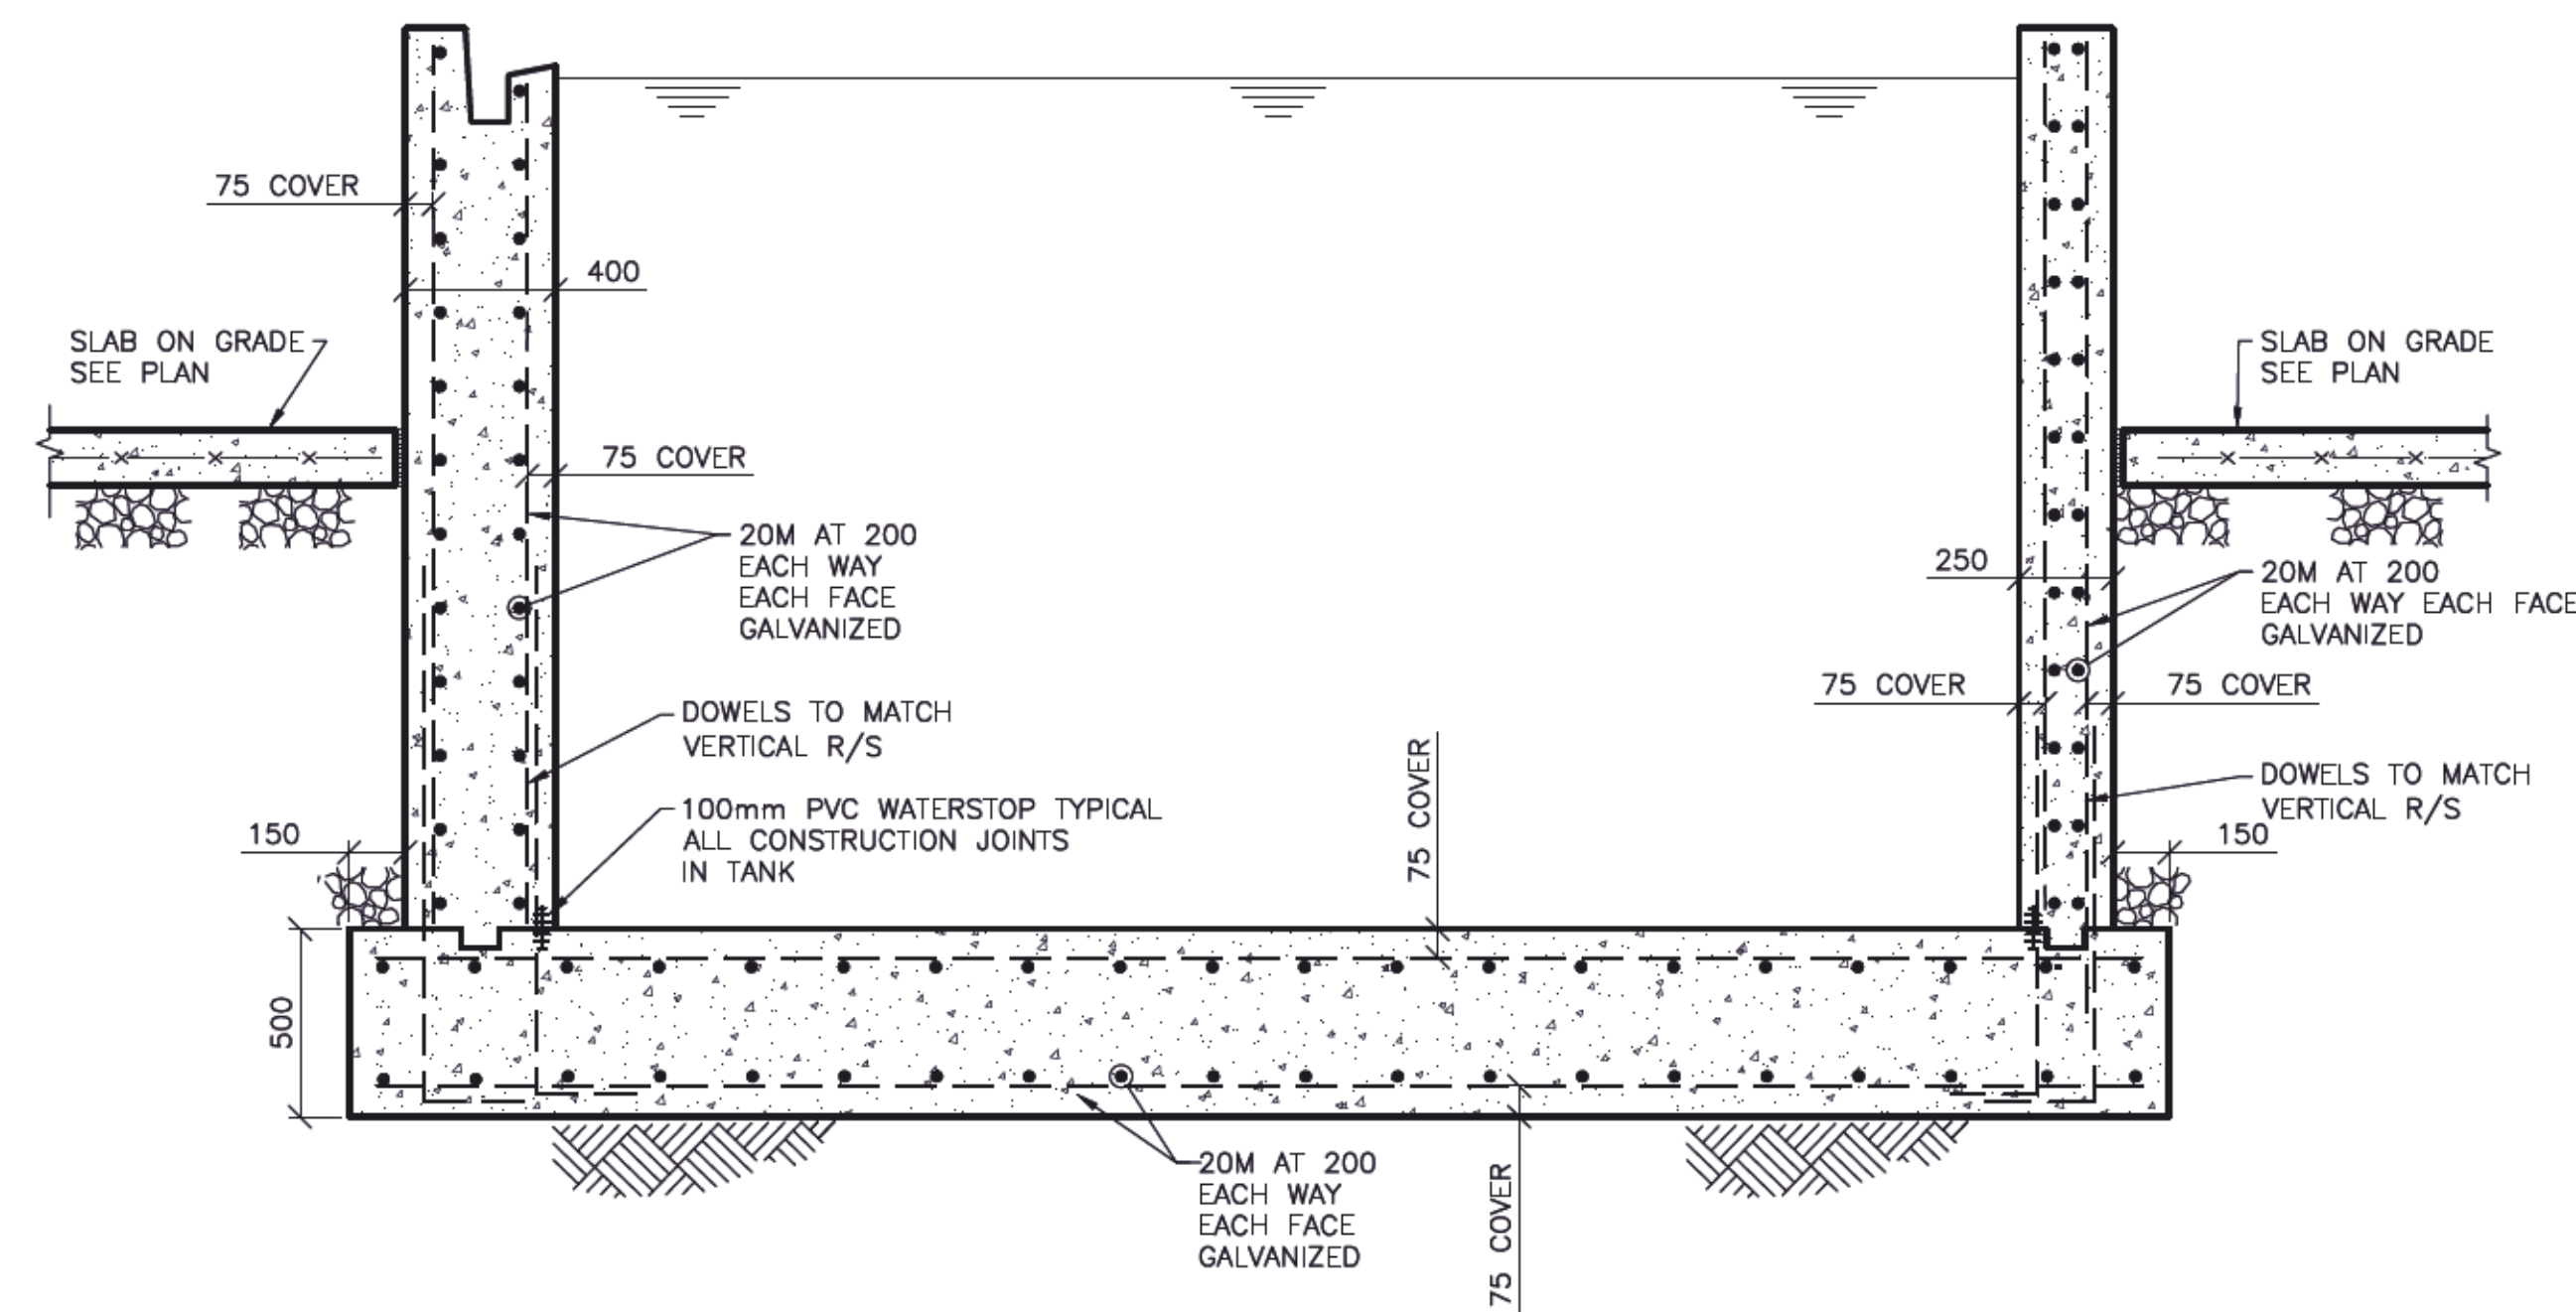 75 COVER
400
SLAB ON GRADE
SEE PLAN
75 COVER
20M AT 200
EACH WAY
EACH FACE
GALVANIZED
DOWELS TO MATCH
VERTICAL R/S
100mm PVC WATERSTOP TYPICAL
ALL CONSTRUCTION JOINTS
IN TANK
150
500
75 COVER
20M AT 200
EACH WAY
EACH FACE
GALVANIZED
75 COVER
SLAB ON GRADE
SEE PLAN
250
20M AT 200
EACH WAY EACH FACE
GALVANIZED
75 COVER
75 COVER
DOWELS TO MATCH
VERTICAL R/S
150